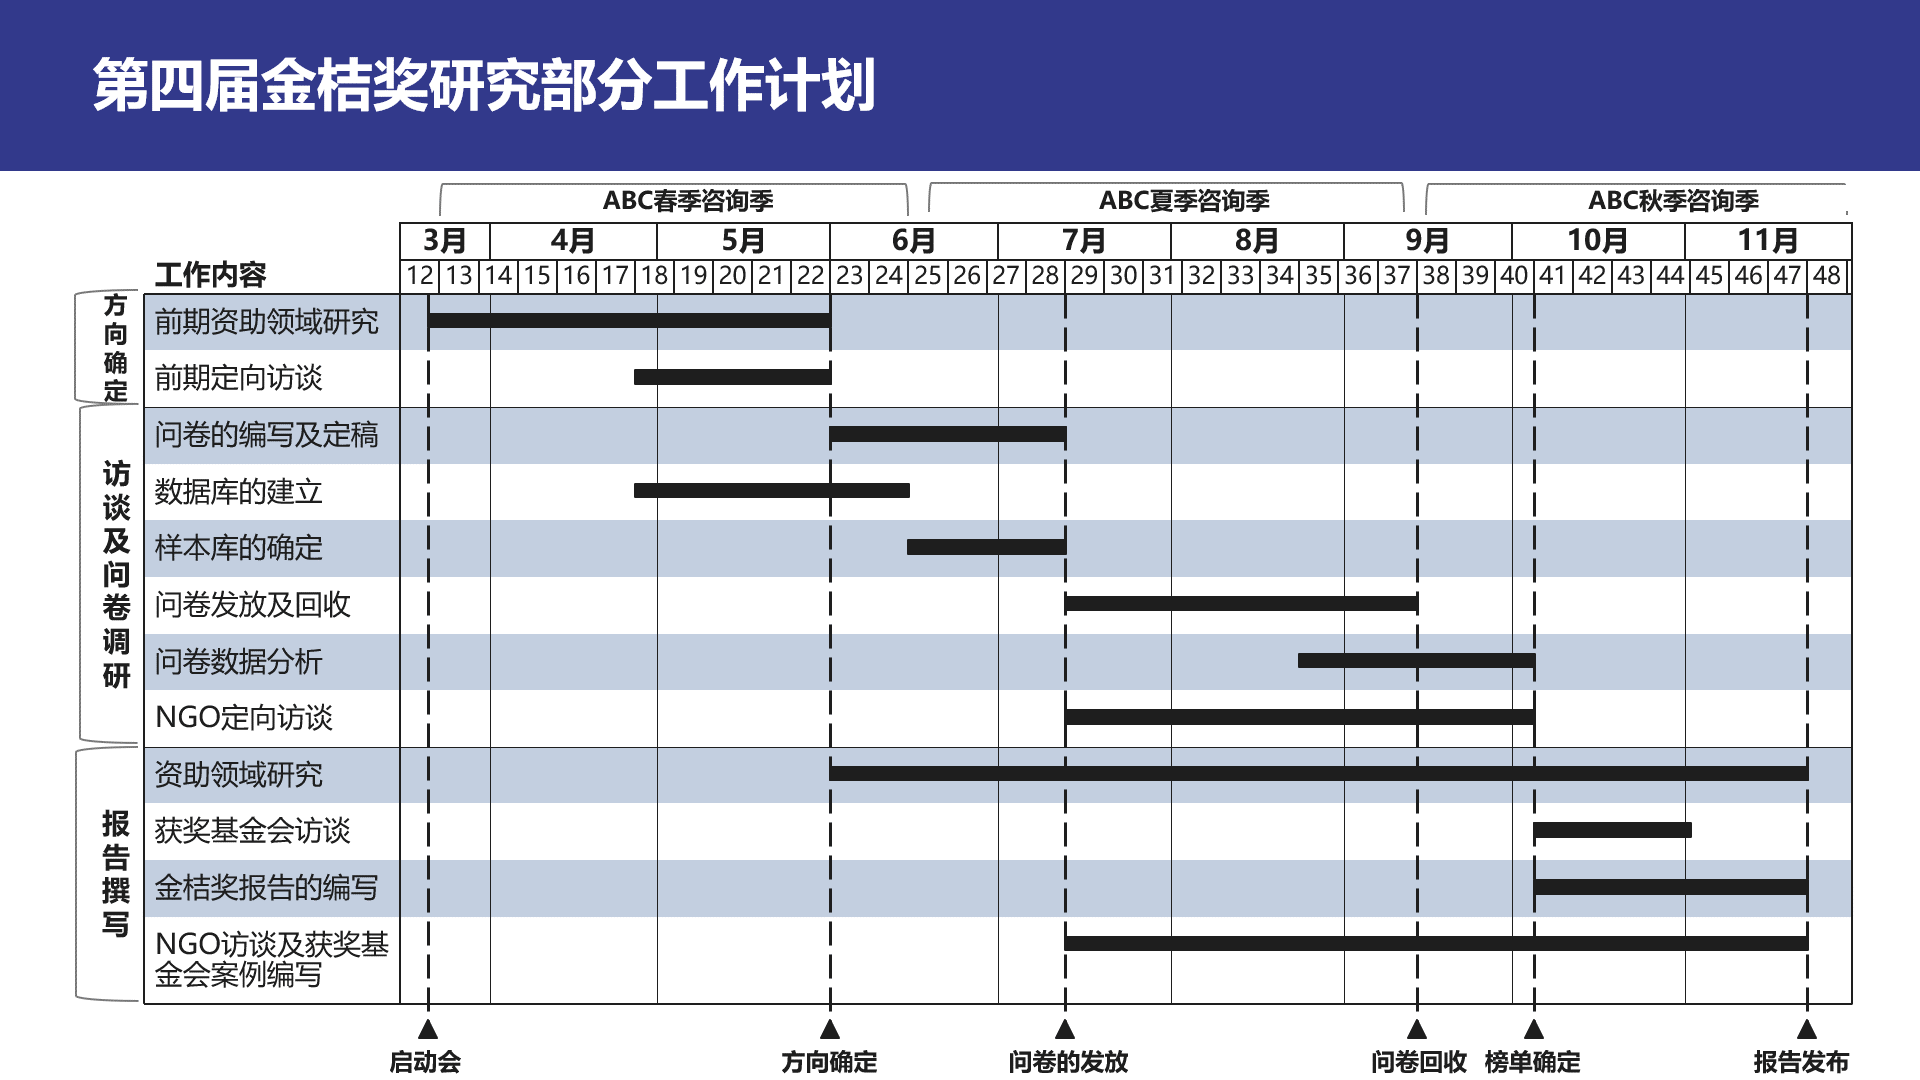 第四届金桔奖研究部分工作计划
ABC春季咨询季 ABC夏季咨询季 ABC秋季咨询季
3月 4月 5月 6月 7月 8月 9月 10月 11月
工作内容 12 13 14 15 16 17 18 19 20 21 22 23 24 25 26 27 28 29 30 31 32 33 34 35 36 37 38 39 40 41 42 43 44 45 46 47 48
方向确定
前期资助领域研究
前期定向访谈
访谈及问卷调研
问卷的编写及定稿
数据库的建立
样本库的确定
问卷发放及回收
问卷数据分析
NGO定向访谈
报告撰写
资助领域研究
获奖基金会访谈
金桔奖报告的编写
NGO访谈及获奖基
金会案例编写
启动会 方向确定 问卷的发放 问卷回收 榜单确定 报告发布